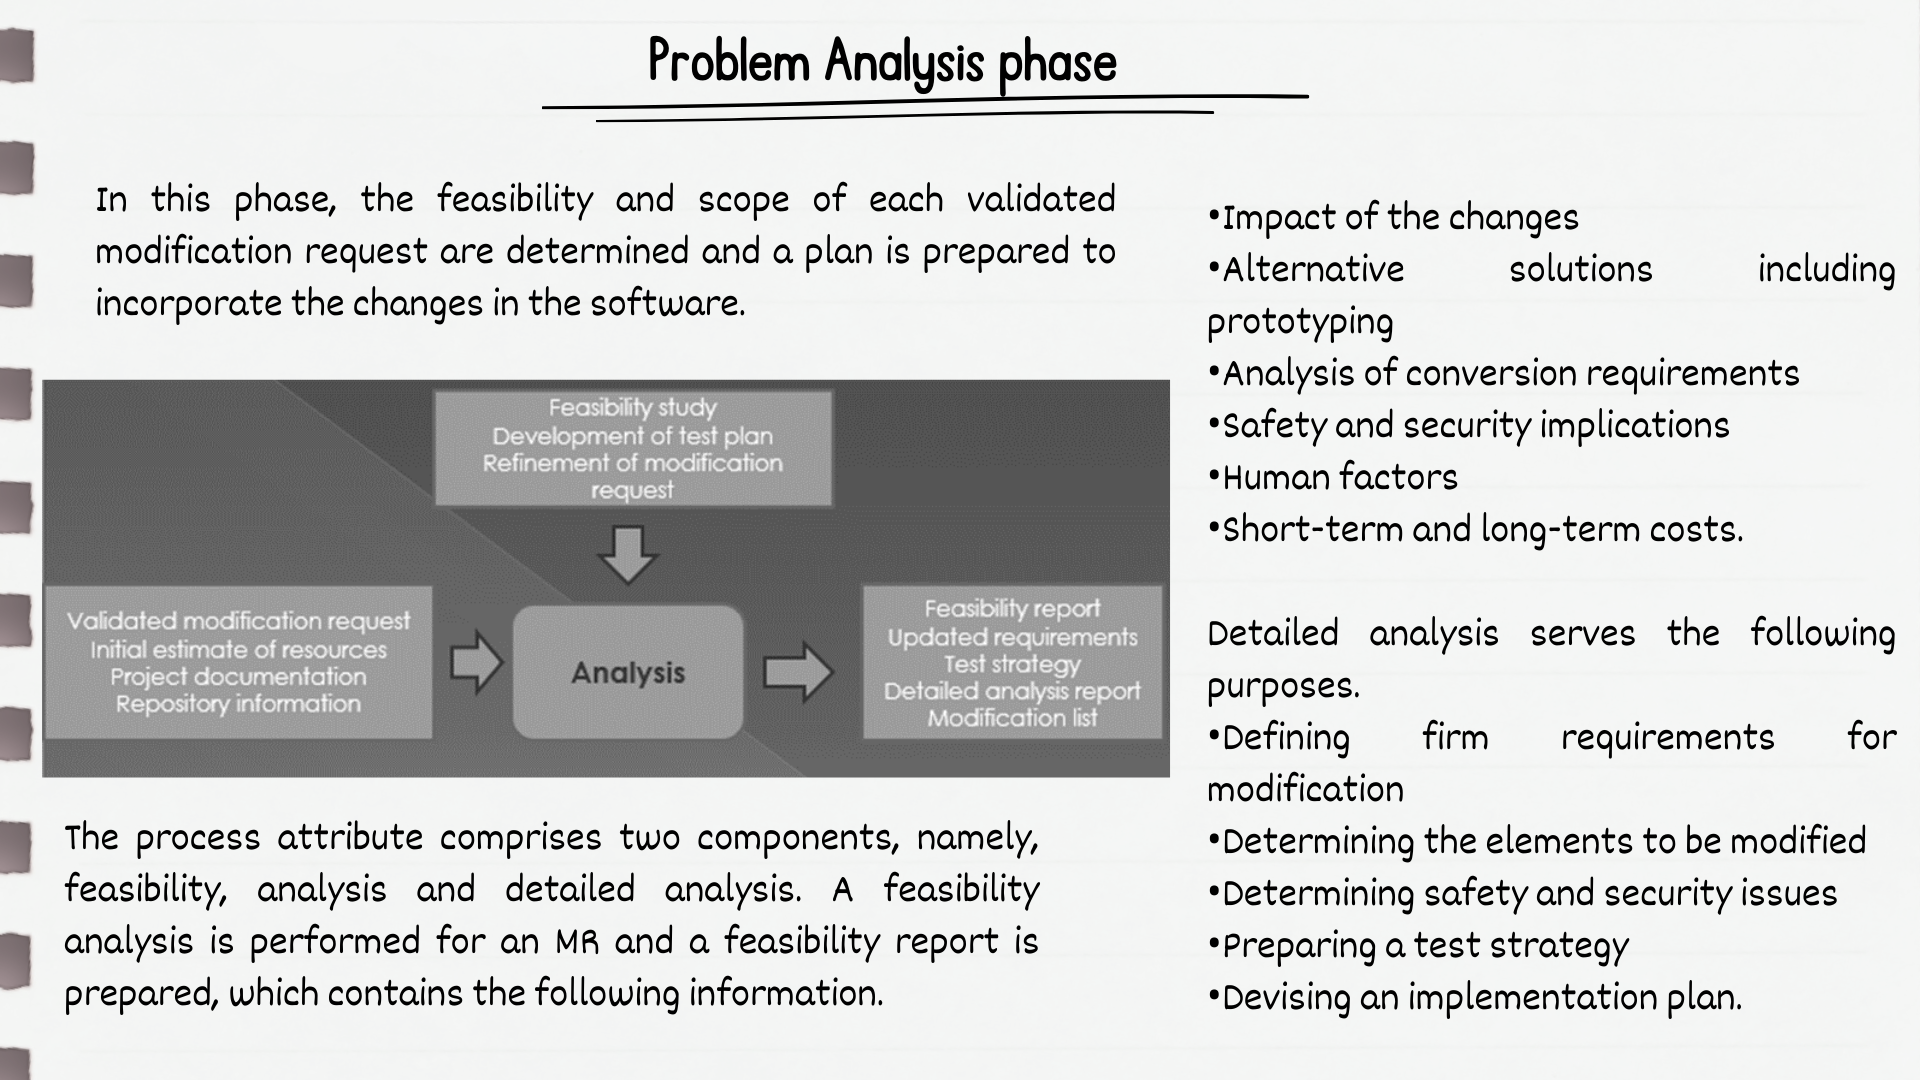 Problem Analysis phase
In this phase, the feasibility and scope of each validated
modification request are determined and a plan is prepared to
incorporate the changes in the software.
Feasibility study
Development of test plan
Refinement of modification
request
Validated modification request
Initial estimate of resources
Project documentation
Repository information
Analysis
Feasibility report
Updated requirements
Test strategy
Detailed analysis report
Modification list
The process attribute comprises two components, namely,
feasibility, analysis and detailed analysis. A feasibility
analysis is performed for an MR and a feasibility report is
prepared, which contains the following information.
•Impact of the changes
•Alternative solutions including
prototyping
•Analysis of conversion requirements
•Safety and security implications
•Human factors
•Short-term and long-term costs.
Detailed analysis serves the following
purposes.
•Defining firm requirements for
modification
•Determining the elements to be modified
•Determining safety and security issues
•Preparing a test strategy
•Devising an implementation plan.